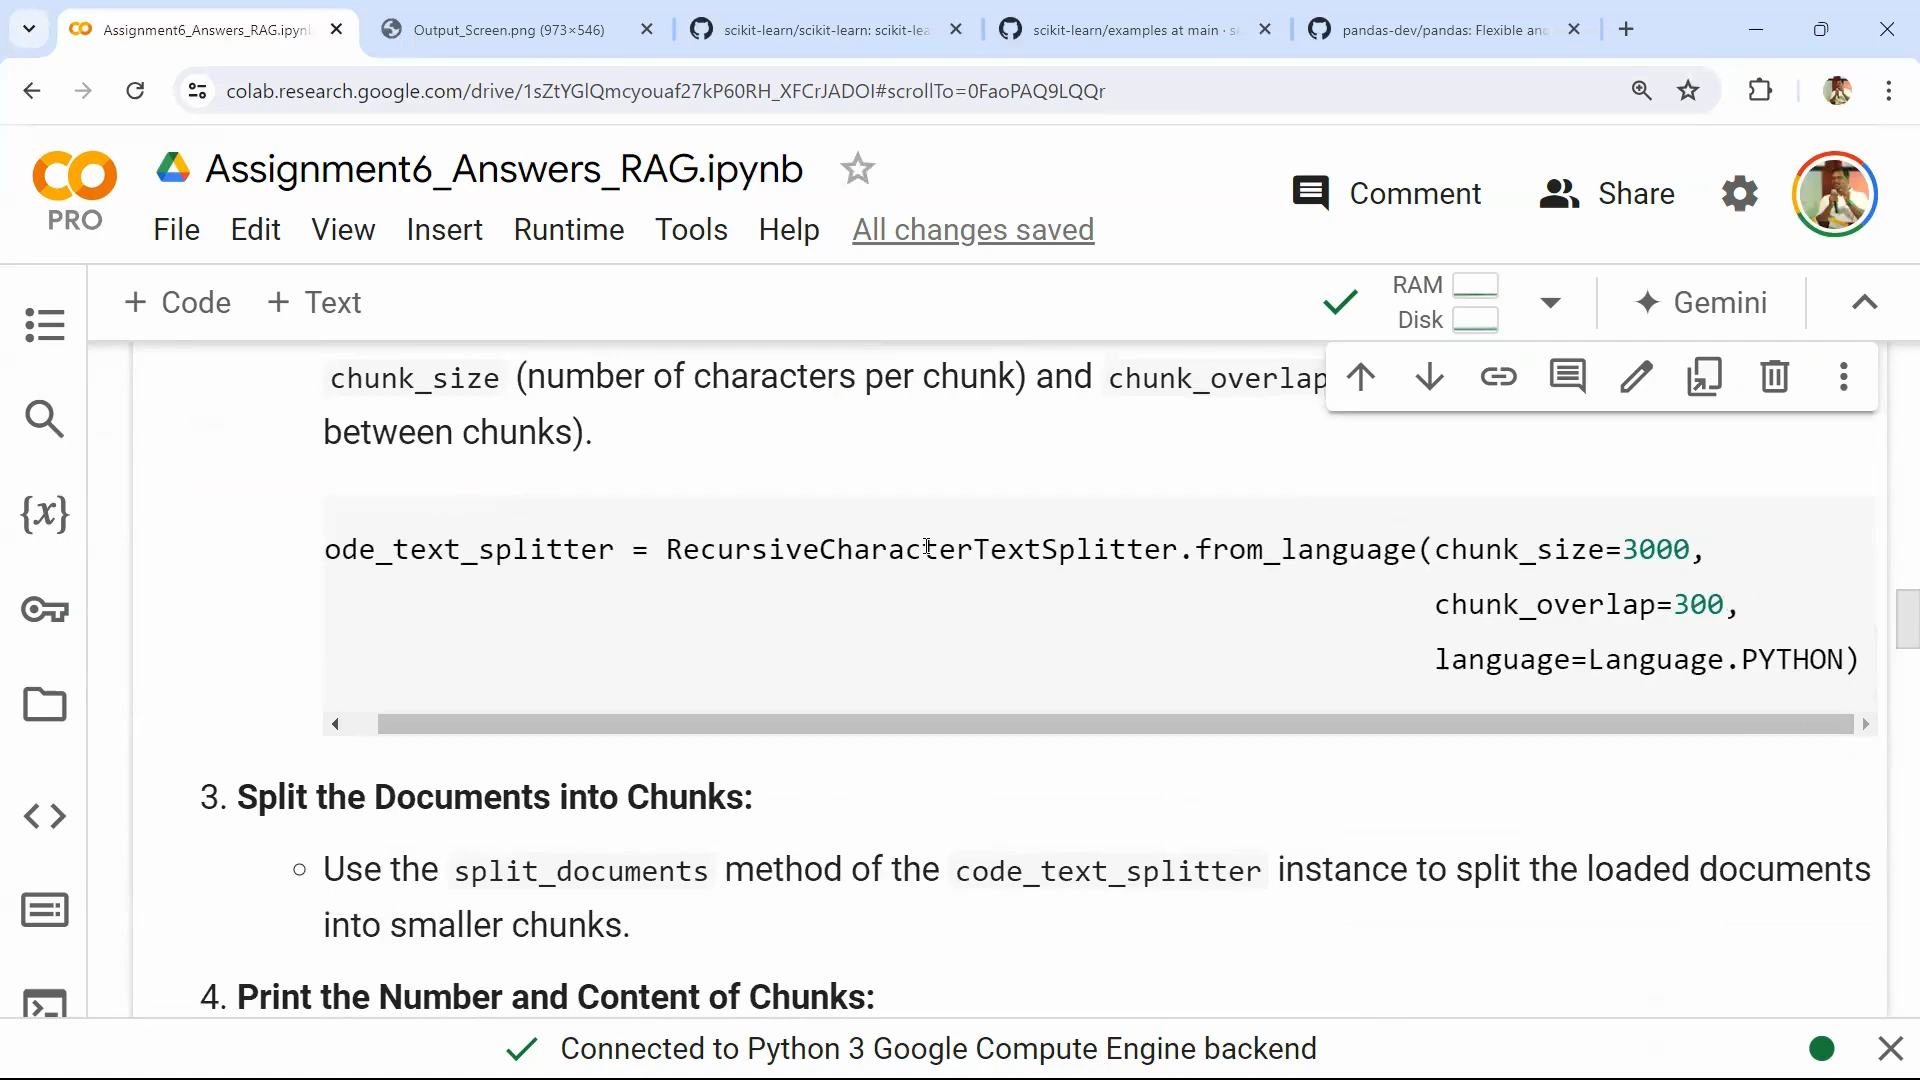 Assignment6_Answers_RAG.ipynb
Output_Screen.png (973×546)
scikit-learn/scikit-learn: scikit-lea
scikit-learn/examples at main · s
pandas-dev/pandas: Flexible and
colab.research.google.com/drive/1sZtYGlQmcyouaf27kP60RH_XFCrJADOI#scrollTo=0FaoPAQ9LQQr
PRO
Assignment6_Answers_RAG.ipynb
Comment
Share
File Edit View Insert Runtime Tools Help All changes saved
+ Code + Text
RAM
Disk
Gemini
{x}
chunk_size (number of characters per chunk) and chunk_overlap
between chunks).
ode_text_splitter = RecursiveCharacterTextSplitter.from_language(chunk_size=3000,
chunk_overlap=300,
language=Language.PYTHON)
3. Split the Documents into Chunks:
Use the split_documents method of the code_text_splitter instance to split the loaded documents
into smaller chunks.
4. Print the Number and Content of Chunks:
Connected to Python 3 Google Compute Engine backend